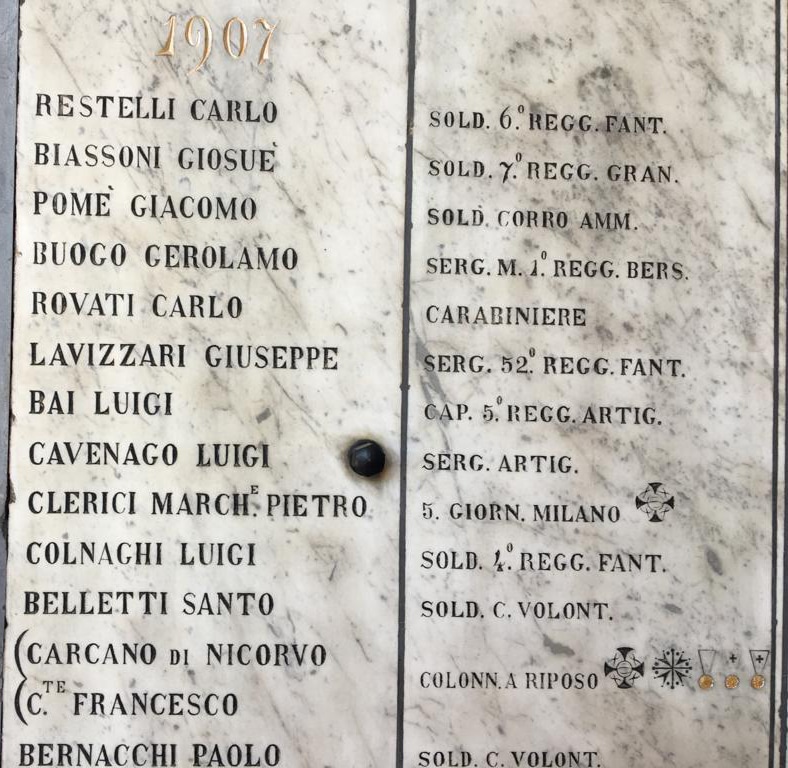 1907
RESTELLI CARLO SOLD. 6.º REGG. FANT.
BIASSONI GIOSUÈ SOLD. 7.º REGG. GRAN.
POMÈ GIACOMO SOLD. CORRO AMM.
BUOGO GEROLAMO SERG. M. 1.º REGG. BERS.
ROVATI CARLO CARABINIERE
LAVIZZARI GIUSEPPE SERG. 52.º REGG. FANT.
BAI LUIGI CAP. 5.º REGG. ARTIG.
CAVENAGO LUIGI SERG. ARTIG.
CLERICI MARCH.E PIETRO 5. GIORN. MILANO
COLNAGHI LUIGI SOLD. 4.º REGG. FANT.
BELLETTI SANTO SOLD. C. VOLONT.
(CARCANO DI NICORVO
(C.TE FRANCESCO COLONN. A RIPOSO
BERNACCHI PAOLO SOLD. C. VOLONT.